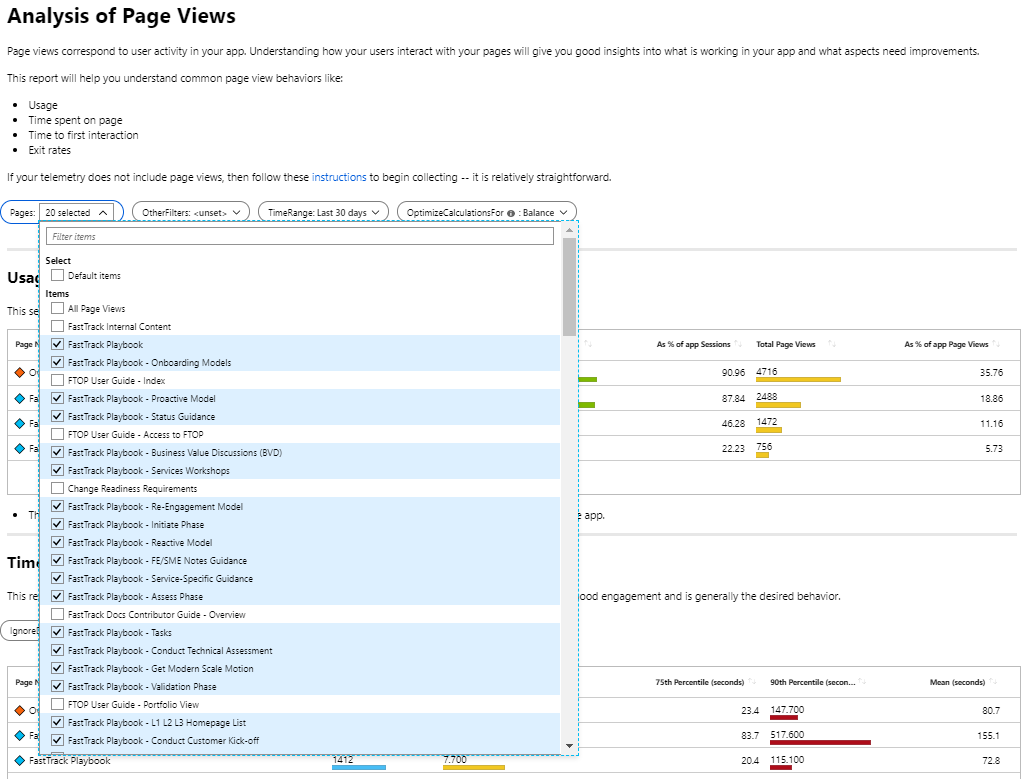 Analysis of Page Views
Page views correspond to user activity in your app. Understanding how your users interact with your pages will give you good insights into what is working in your app and what aspects need improvements.
This report will help you understand common page view behaviors like:
• Usage
• Time spent on page
• Time to first interaction
• Exit rates
If your telemetry does not include page views, then follow these instructions to begin collecting -- it is relatively straightforward.
Pages: 20 selected OtherFilters: <unset> TimeRange: Last 30 days OptimizeCalculationsFor : Balance
Filter items
Select
Default items
Items
All Page Views
FastTrack Internal Content
FastTrack Playbook
FastTrack Playbook - Onboarding Models
FTOP User Guide - Index
FastTrack Playbook - Proactive Model
FastTrack Playbook - Status Guidance
FTOP User Guide - Access to FTOP
FastTrack Playbook - Business Value Discussions (BVD)
FastTrack Playbook - Services Workshops
Change Readiness Requirements
FastTrack Playbook - Re-Engagement Model
FastTrack Playbook - Initiate Phase
FastTrack Playbook - Reactive Model
FastTrack Playbook - FE/SME Notes Guidance
FastTrack Playbook - Service-Specific Guidance
FastTrack Playbook - Assess Phase
FastTrack Docs Contributor Guide - Overview
FastTrack Playbook - Tasks
FastTrack Playbook - Conduct Technical Assessment
FastTrack Playbook - Get Modern Scale Motion
FastTrack Playbook - Validation Phase
FTOP User Guide - Portfolio View
FastTrack Playbook - L1 L2 L3 Homepage List
FastTrack Playbook - Conduct Customer Kick-off
This se
Page
As % of app Sessions Total Page Views As % of app Page Views
90.96 4716 35.76
87.84 2488 18.86
46.28 1472 11.16
22.23 756 5.73
app.
Time
This re
ood engagement and is generally the desired behavior.
Page
75th Percentile (seconds) 90th Percentile (secon... Mean (seconds)
23.4 147.700 80.7
83.7 517.600 155.1
FastTrack Playbook 1412 7.700 20.4 115.100 72.8